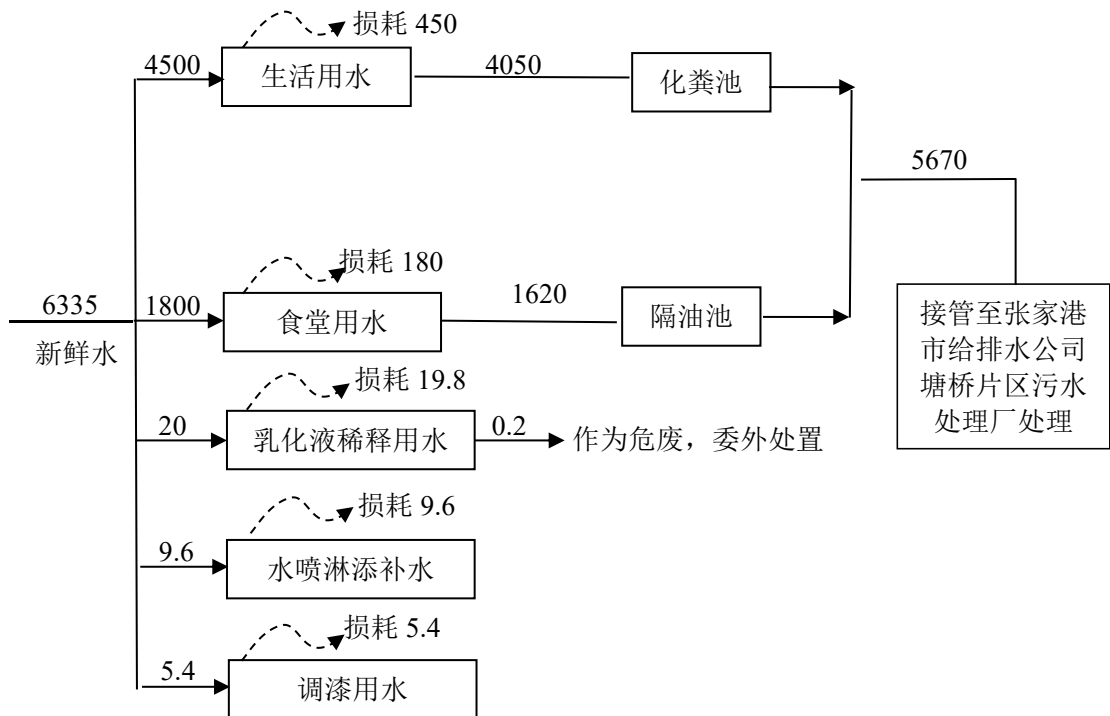 损耗 450
4500
生活用水
4050
化粪池
5670
损耗 180
6335
新鲜水
1800
食堂用水
1620
隔油池
接管至张家港
市给排水公司
塘桥片区污水
处理厂处理
损耗 19.8
20
乳化液稀释用水
0.2
作为危废，委外处置
损耗 9.6
9.6
水喷淋添补水
损耗 5.4
5.4
调漆用水